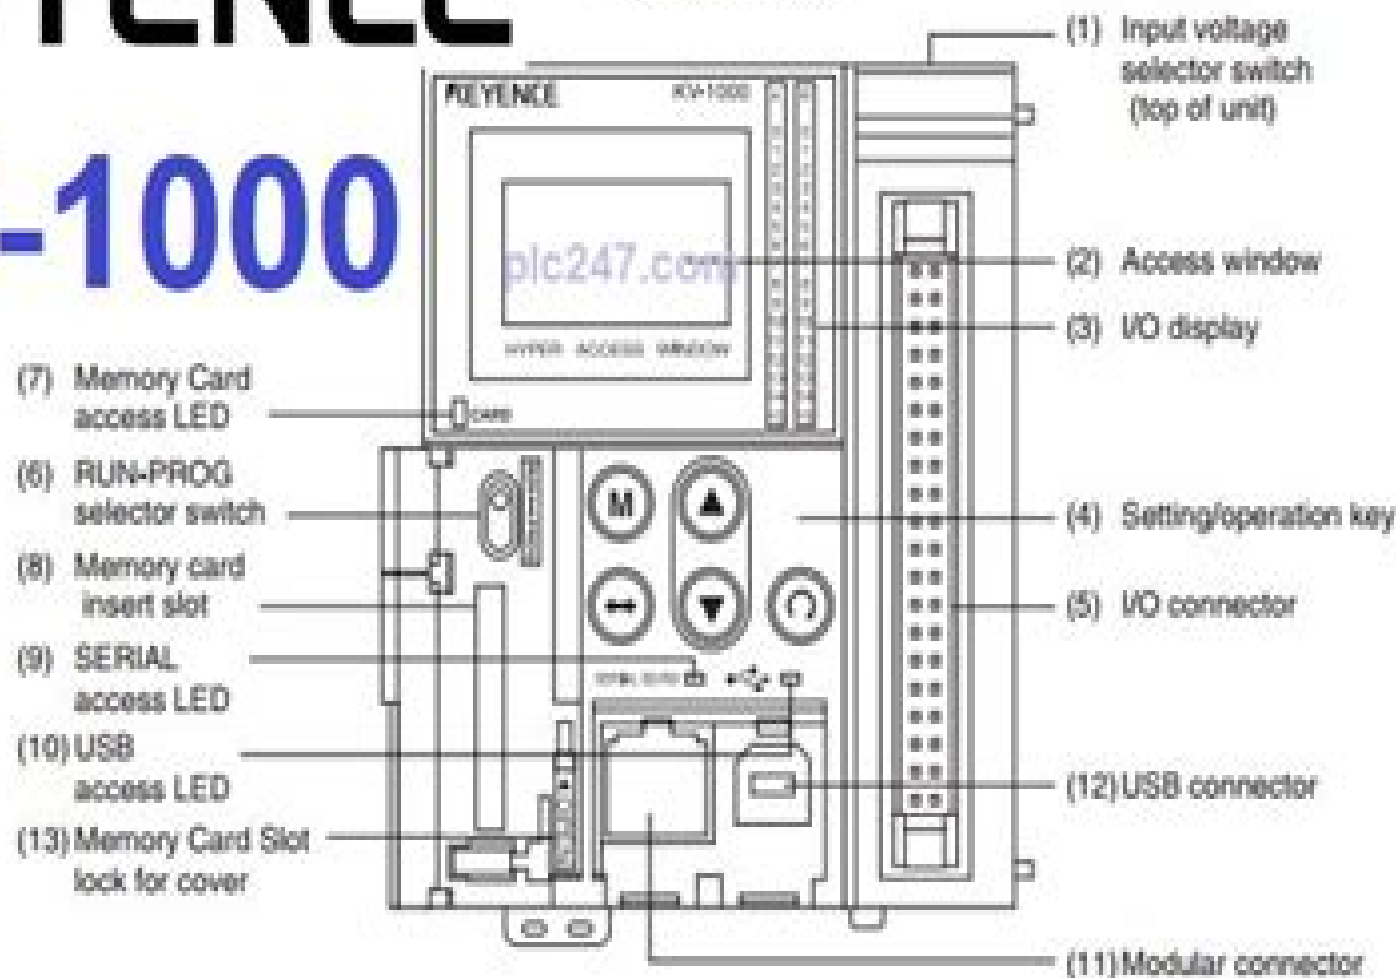 -1000
KEYENCE
KV-1000
plc247.com
HYPER ACCESS WINDOW
CARD
M
(1) Input voltage
selector switch
(top of unit)
(2) Access window
(3) I/O display
(4) Setting/operation key
(5) I/O connector
(7) Memory Card
access LED
(6) RUN-PROG
selector switch
(8) Memory card
insert slot
(9) SERIAL
access LED
(10) USB
access LED
(13) Memory Card Slot
lock for cover
(12) USB connector
(11) Modular connector